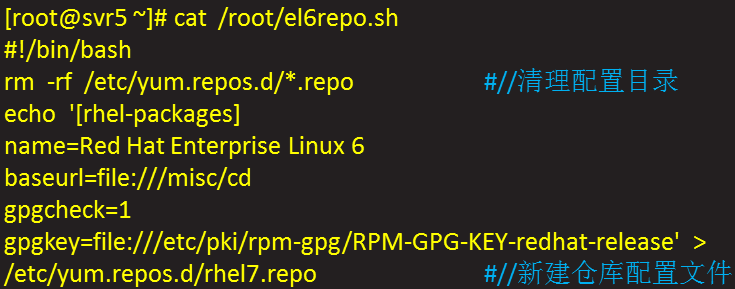 [root@svr5 ~]# cat /root/el6repo.sh
#!/bin/bash
rm -rf /etc/yum.repos.d/*.repo #//清理配置目录
echo '[rhel-packages]
name=Red Hat Enterprise Linux 6
baseurl=file:///misc/cd
gpgcheck=1
gpgkey=file:///etc/pki/rpm-gpg/RPM-GPG-KEY-redhat-release' >
/etc/yum.repos.d/rhel7.repo #//新建仓库配置文件